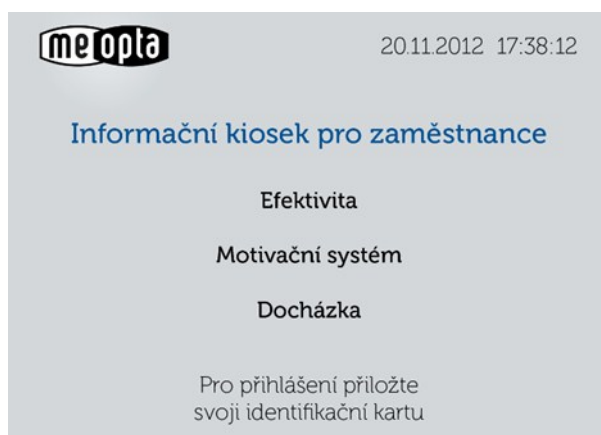 meopta
20.11.2012 17:38:12
Informační kiosek pro zaměstnance
Efektivita
Motivační systém
Docházka
Pro přihlášení přiložte
svoji identifikační kartu